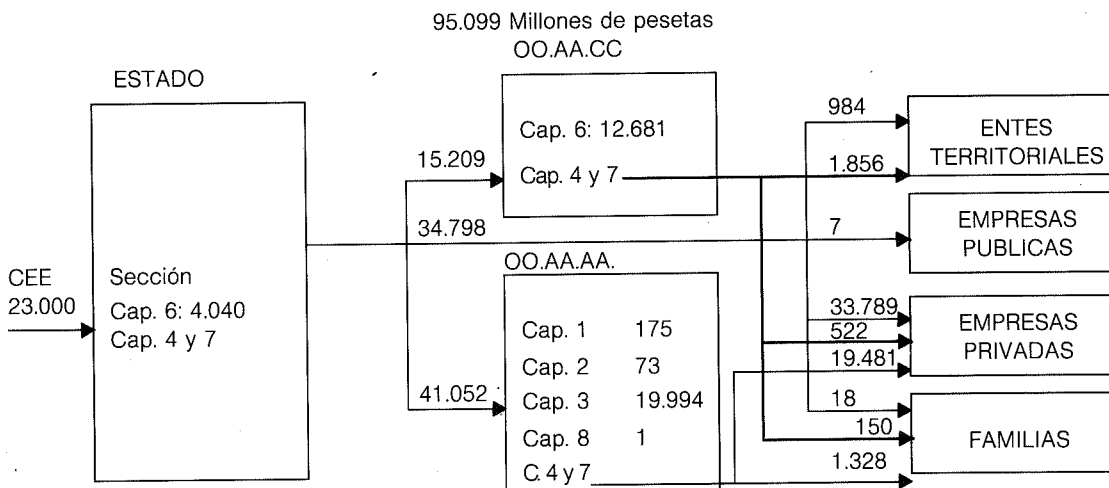 95.099 Millones de pesetas
OO.AA.CC
ESTADO
Cap. 6: 12.681
Cap. 4 y 7
15.209
34.798
41.052
CEE
23.000
Sección
Cap. 6: 4.040
Cap. 4 y 7
OO.AA.AA.
Cap. 1 175
Cap. 2 73
Cap. 3 19.994
Cap. 8 1
C. 4 y 7
984
1.856
ENTES
TERRITORIALES
7
EMPRESAS
PUBLICAS
33.789
522
19.481
EMPRESAS
PRIVADAS
18
150
1.328
FAMILIAS